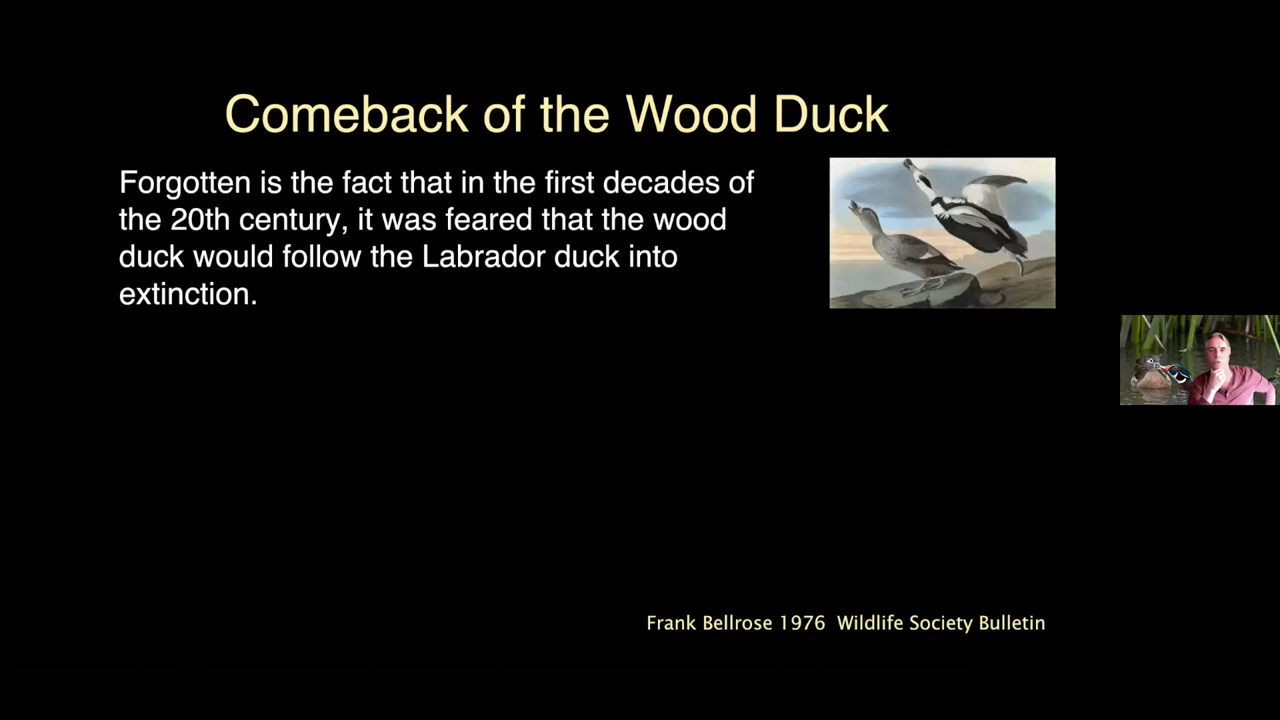 Comeback of the Wood Duck
Forgotten is the fact that in the first decades of
the 20th century, it was feared that the wood
duck would follow the Labrador duck into
extinction.
Frank Bellrose 1976  Wildlife Society Bulletin